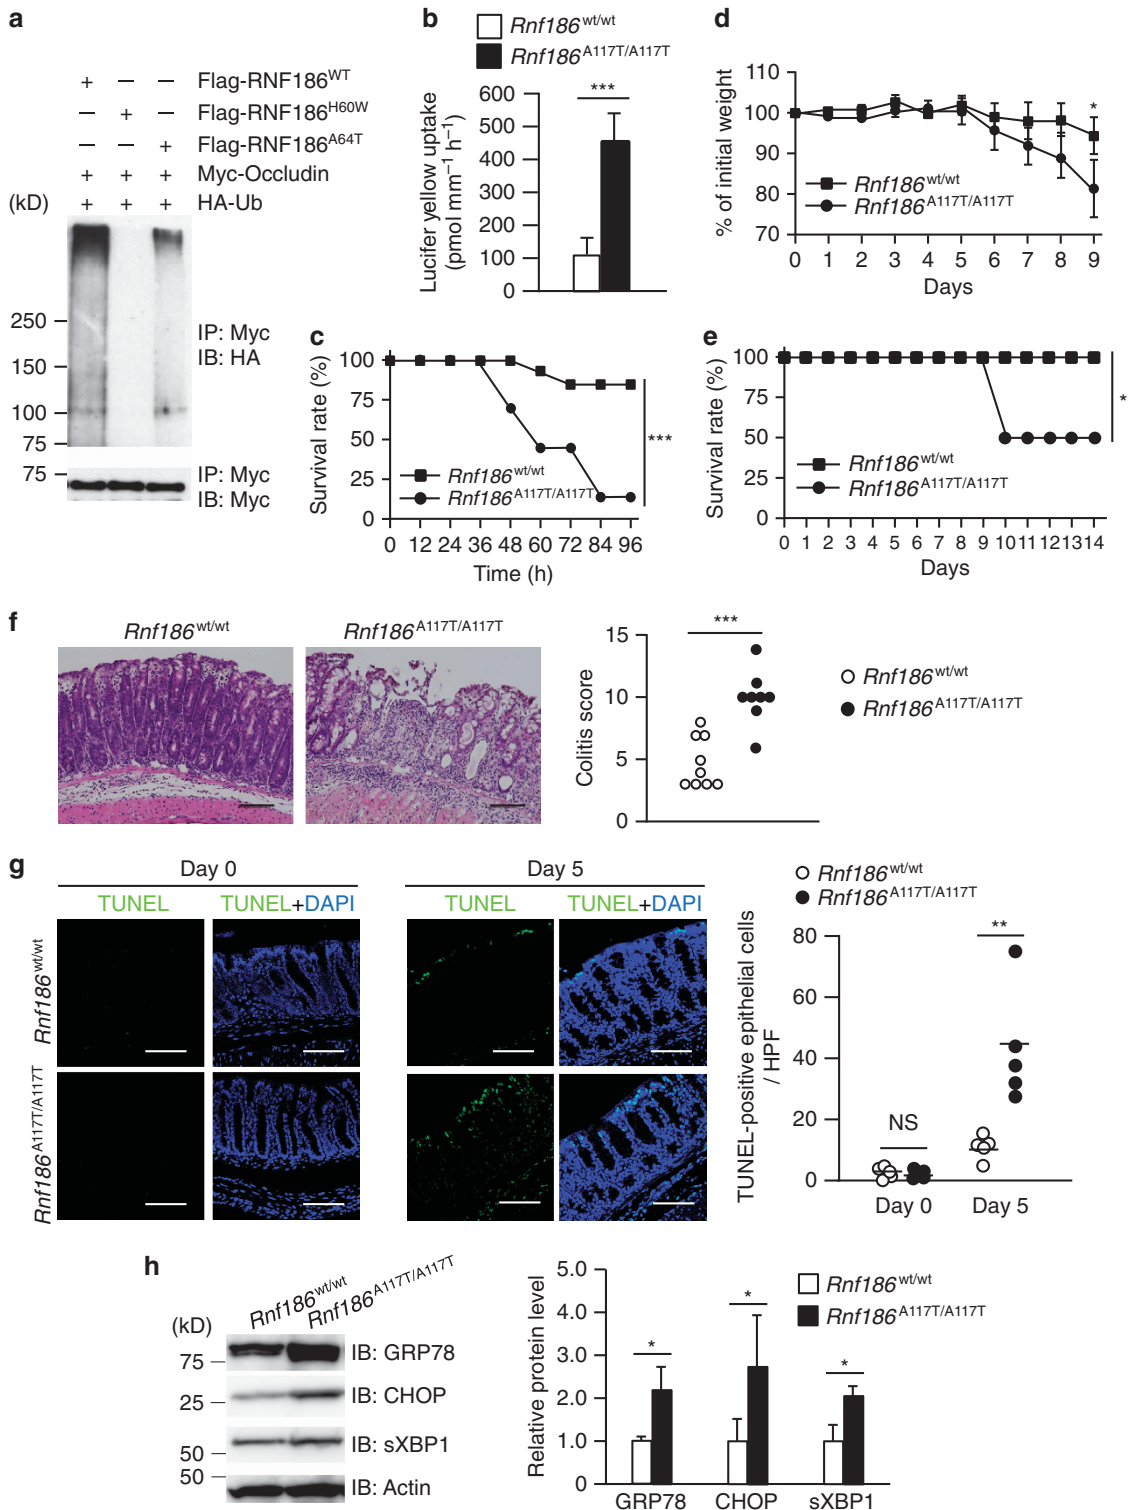 a
+ — — Flag-RNF186WT
— + — Flag-RNF186H60W
— — + Flag-RNF186A64T
+ + + Myc-Occludin
(kD) + + + HA-Ub
250
150
100
75
75
IP: Myc
IB: HA
IP: Myc
IB: Myc
b
Rnf186wt/wt
Rnf186A117T/A117T
Lucifer yellow uptake
(pmol mm−1 h−1)
600
500
400
300
200
100
0
***
c
Survival rate (%)
100
75
50
25
0
Rnf186wt/wt
Rnf186A117T/A117T
***
0 12 24 36 48 60 72 84 96
Time (h)
d
% of initial weight
110
100
90
80
70
*
Rnf186wt/wt
Rnf186A117T/A117T
0 1 2 3 4 5 6 7 8 9
Days
e
Survival rate (%)
100
75
50
25
0
*
Rnf186wt/wt
Rnf186A117T/A117T
0 1 2 3 4 5 6 7 8 9 10 11 12 13 14
Days
f
Rnf186wt/wt Rnf186A117T/A117T
Colitis score
15
10
5
0
***
Rnf186wt/wt
Rnf186A117T/A117T
g
Day 0 Day 5
TUNEL TUNEL+DAPI TUNEL TUNEL+DAPI
Rnf186wt/wt
Rnf186A117T/A117T
Rnf186wt/wt
Rnf186A117T/A117T
TUNEL-positive epithelial cells
/ HPF
80
60
40
20
0
NS
**
Day 0 Day 5
h
Rnf186wt/wt
Rnf186A117T/A117T
(kD)
75 IB: GRP78
25 IB: CHOP
50 IB: sXBP1
50 IB: Actin
Relative protein level
5.0
4.0
3.0
2.0
1.0
0
* * *
Rnf186wt/wt
Rnf186A117T/A117T
GRP78 CHOP sXBP1